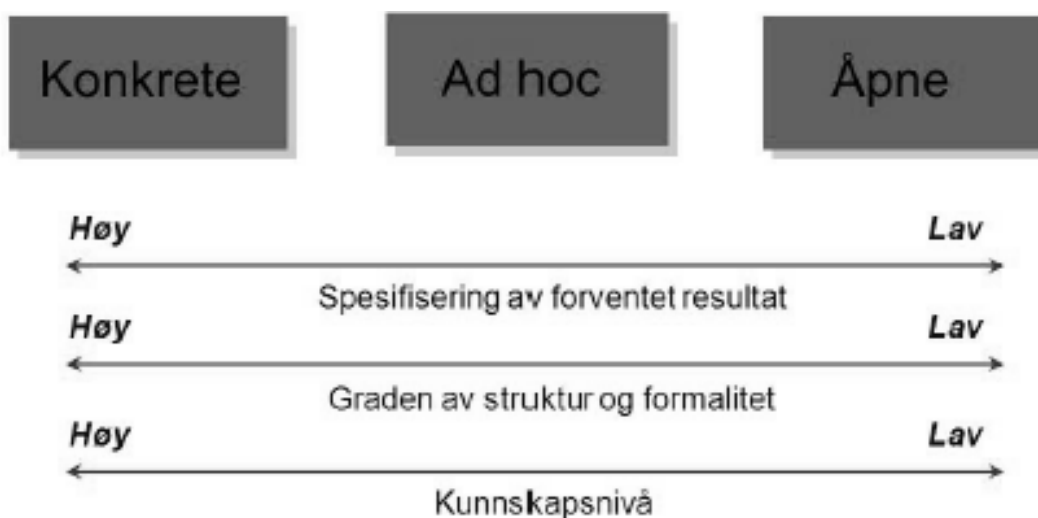 Konkrete
Ad hoc
Åpne
Høy
Lav
Spesifisering av forventet resultat
Høy
Lav
Graden av struktur og formalitet
Høy
Lav
Kunnskapsnivå